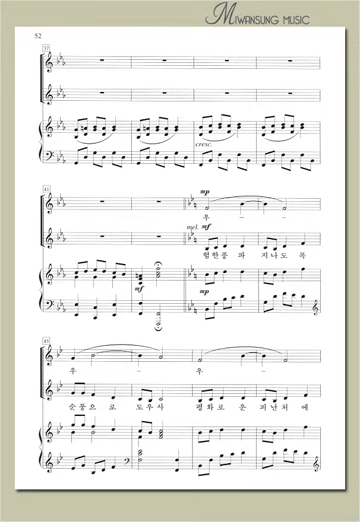 MIWANSUNG MUSIC
52
37
cresc.
41
mp
우 - -
mel. mf
험한풍 파 지나도 록
mf
mp
45
우 - - 우 - -
순풍으 로 도우사 평화로 운 피난처 에